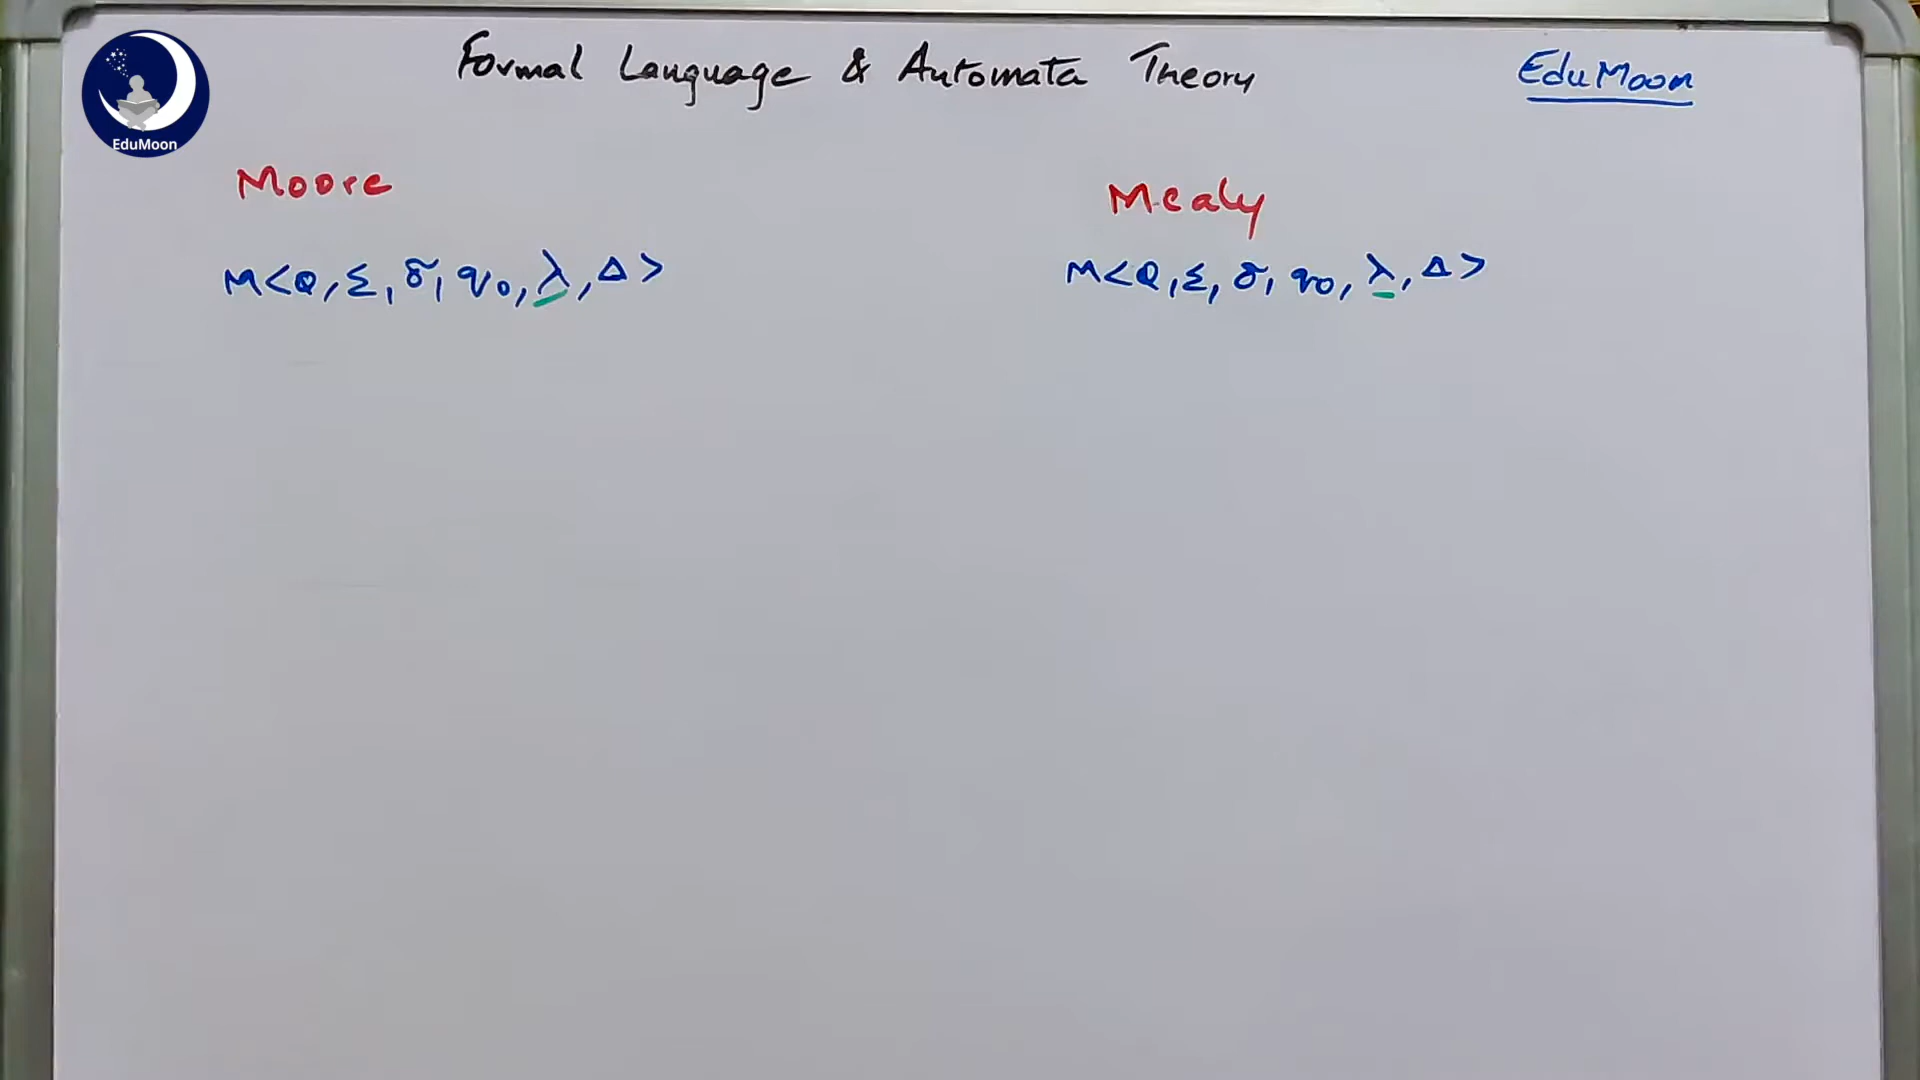 Formal Language & Automata Theory
EduMoon
EduMoon
Moore
Mealy
M<Q, Σ, δ, q0, λ, Δ>
M<Q, Σ, δ, q0, λ, Δ>